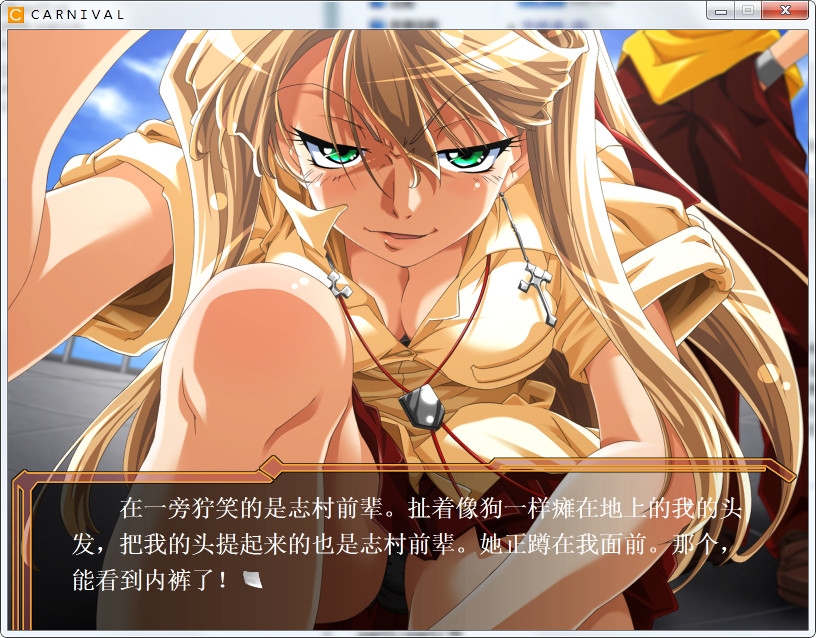 CARNIVAL
在一旁狞笑的是志村前辈。扯着像狗一样瘫在地上的我的头
发，把我的头提起来的也是志村前辈。她正蹲在我面前。那个，
能看到内裤了！